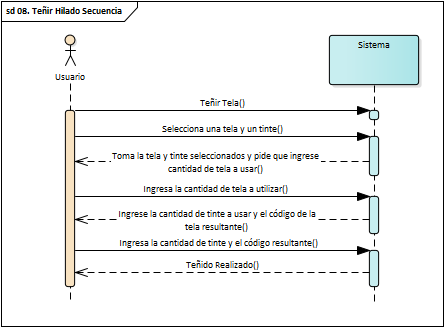 sd 08. Teñir Hilado Secuencia
Usuario
Sistema
Teñir Tela()
Selecciona una tela y un tinte()
Toma la tela y tinte seleccionados y pide que ingrese
cantidad de tela a usar()
Ingresa la cantidad de tela a utilizar()
Ingrese la cantidad de tinte a usar y el código de la
tela resultante()
Ingresa la cantidad de tinte y el código resultante()
Teñido Realizado()